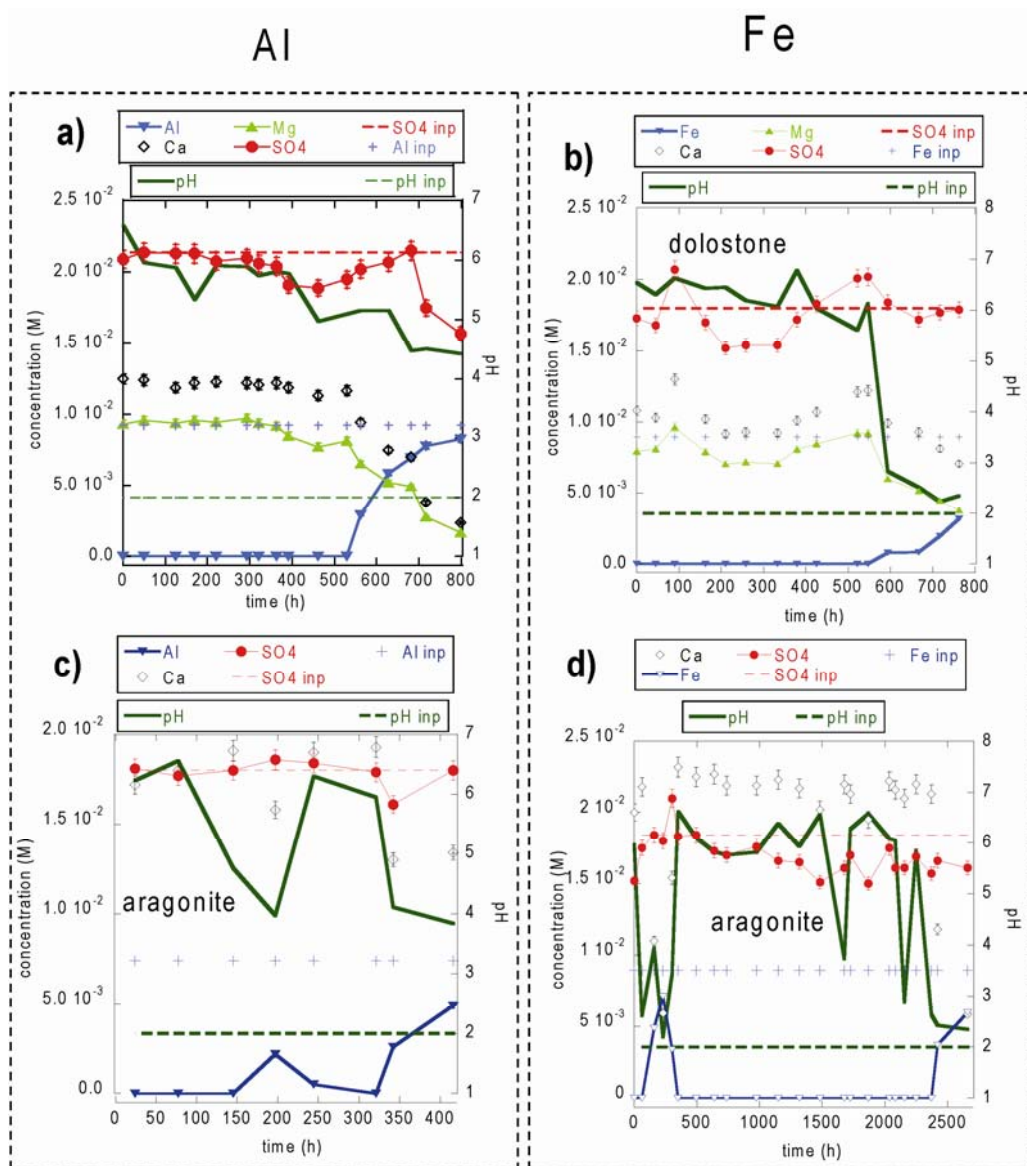 Al
Fe
a)
Al Mg SO4 inp
Ca SO4 Al inp
pH pH inp
2.5 10-2
2.0 10-2
1.5 10-2
1.0 10-2
5.0 10-3
0.0
concentration (M)
7
6
5
4
3
2
1
pH
0 100 200 300 400 500 600 700 800
time (h)
b)
Fe Mg SO4 inp
Ca SO4 Fe inp
pH pH inp
dolostone
2.5 10-2
2.0 10-2
1.5 10-2
1.0 10-2
5.0 10-3
0.0
concentration (M)
8
7
6
5
4
3
2
1
pH
0 100 200 300 400 500 600 700 800
time (h)
c)
Al SO4 Al inp
Ca SO4 inp
pH pH inp
aragonite
2.0 10-2
1.5 10-2
1.0 10-2
5.0 10-3
0.0
concentration (M)
7
6
5
4
3
2
1
pH
0 50 100 150 200 250 300 350 400
time (h)
d)
Ca SO4 Fe inp
Fe SO4 inp
pH pH inp
aragonite
2.5 10-2
2 10-2
1.5 10-2
1 10-2
5 10-3
0
concentration (M)
8
7
6
5
4
3
2
1
pH
0 500 1000 1500 2000 2500
time (h)